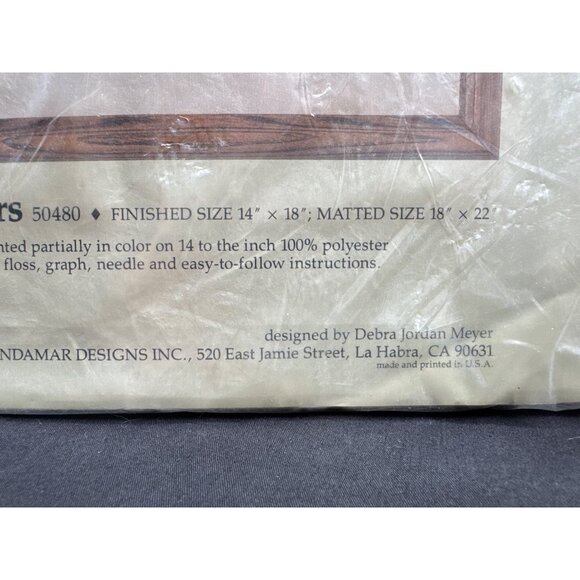 rs 50480 ♦ FINISHED SIZE 14" × 18"; MATTED SIZE 18" × 22
nted partially in color on 14 to the inch 100% polyester
floss, graph, needle and easy-to-follow instructions.
designed by Debra Jordan Meyer
NDAMAR DESIGNS INC., 520 East Jamie Street, La Habra, CA 90631
made and printed in U.S.A.